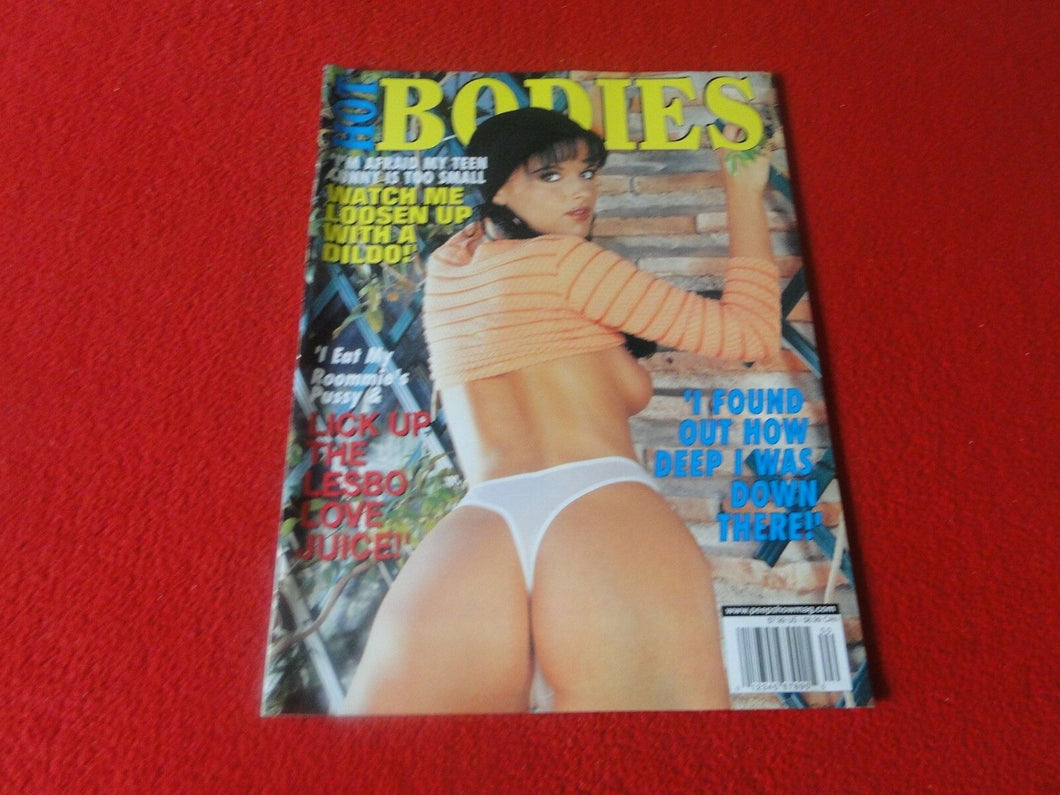 HOT BODIES
"I'M AFRAID MY TEEN
IS TOO SMALL
WATCH ME
LOOSEN UP
WITH A
DILDO!"
"I Eat My
Roommie's
Pussy &
LICK UP
THE
LESBO
LOVE
JUICE!"
"I FOUND
OUT HOW
DEEP I WAS
DOWN
THERE!"
www.peepshowmag.com